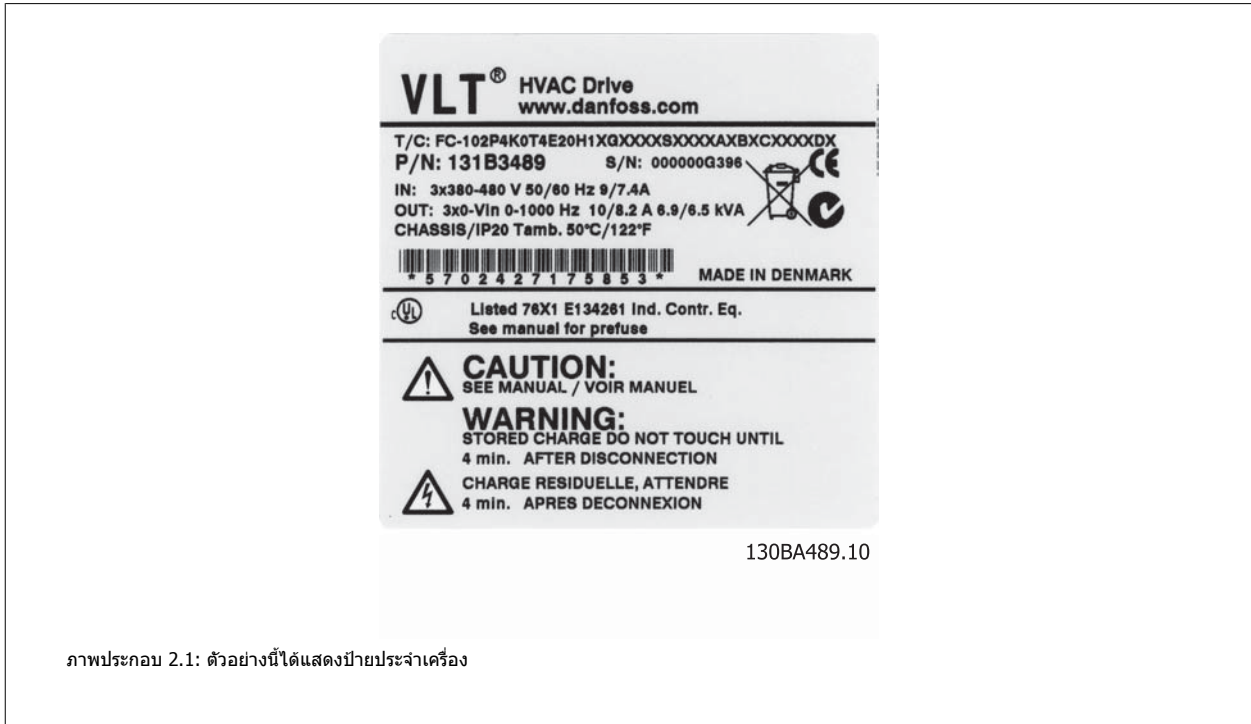 VLT® HVAC Drive
www.danfoss.com
T/C: FC-102P4K0T4E20H1XGXXXXSXXXXAXBXCXXXXDX
P/N: 131B3489 S/N: 000000G396
IN: 3x380-480 V 50/60 Hz 9/7.4A
OUT: 3x0-Vin 0-1000 Hz 10/8.2 A 6.9/6.5 kVA
CHASSIS/IP20 Tamb. 50°C/122°F
* 5 7 0 2 4 2 7 1 7 5 8 5 3 * MADE IN DENMARK
c UL Listed 76X1 E134261 Ind. Contr. Eq.
See manual for prefuse
CAUTION:
SEE MANUAL / VOIR MANUEL
WARNING:
STORED CHARGE DO NOT TOUCH UNTIL
4 min. AFTER DISCONNECTION
CHARGE RESIDUELLE, ATTENDRE
4 min. APRES DECONNEXION
130BA489.10
ภาพประกอบ 2.1: ตัวอย่างนี้ได้แสดงป้ายประจำเครื่อง